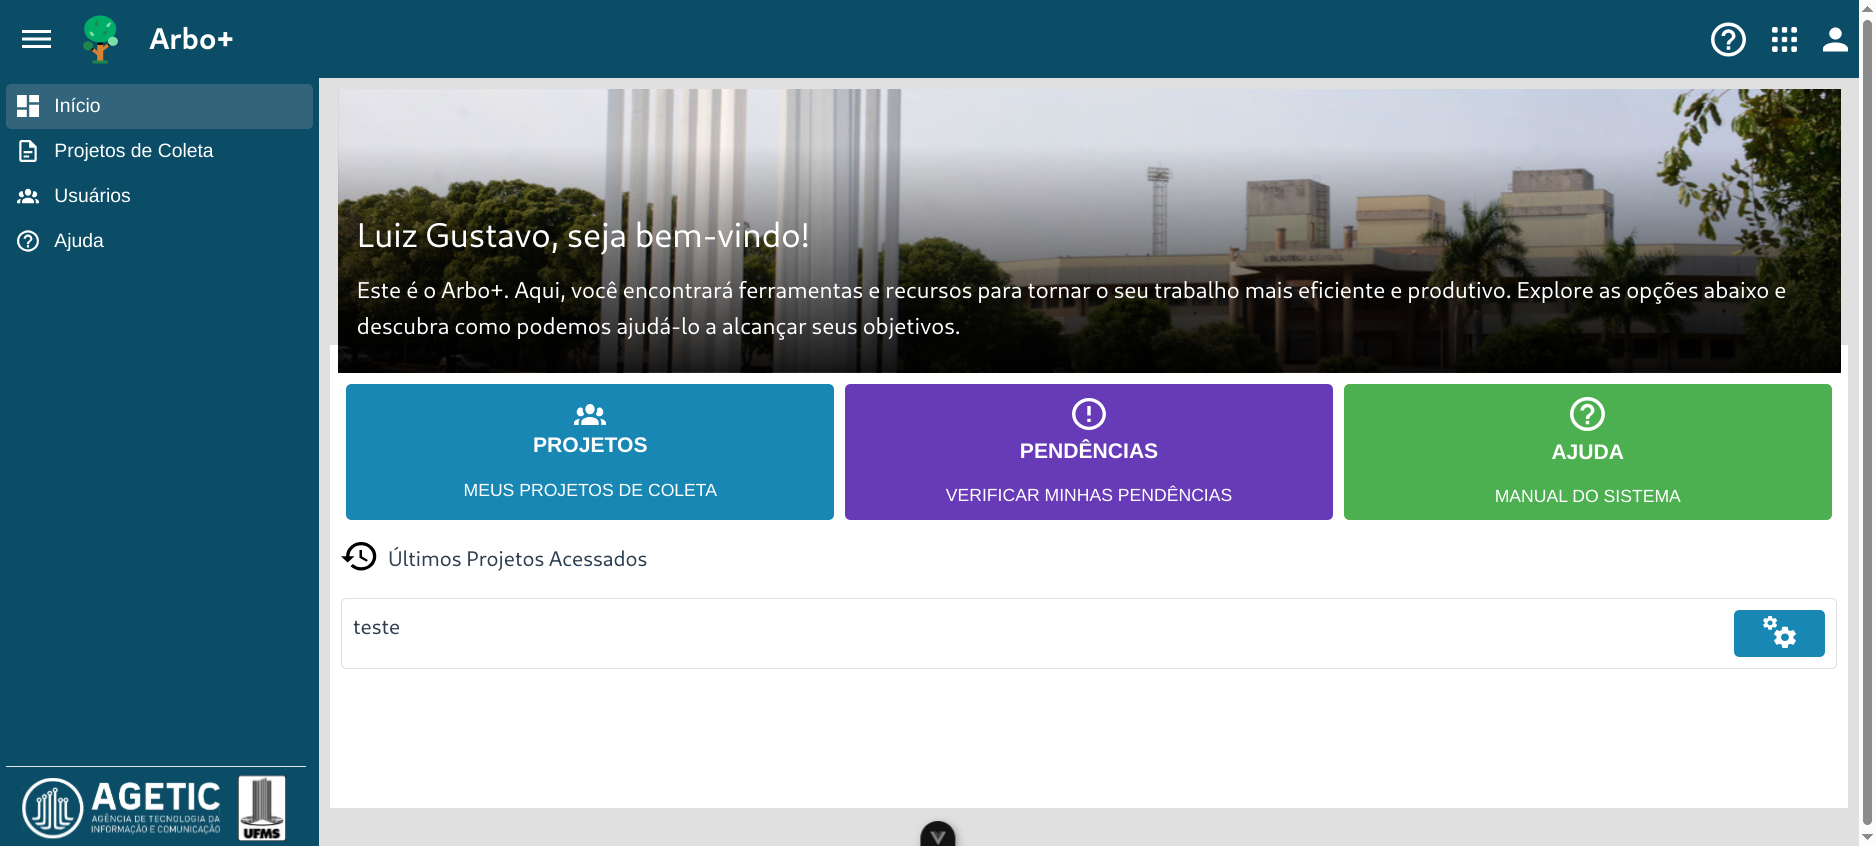 Arbo+
Início
Projetos de Coleta
Usuários
Ajuda
Luiz Gustavo, seja bem-vindo!
Este é o Arbo+. Aqui, você encontrará ferramentas e recursos para tornar o seu trabalho mais eficiente e produtivo. Explore as opções abaixo e
descubra como podemos ajudá-lo a alcançar seus objetivos.
PROJETOS
MEUS PROJETOS DE COLETA
PENDÊNCIAS
VERIFICAR MINHAS PENDÊNCIAS
AJUDA
MANUAL DO SISTEMA
Últimos Projetos Acessados
teste
AGETIC
AGÊNCIA DE TECNOLOGIA DA
INFORMAÇÃO E COMUNICAÇÃO
UFMS